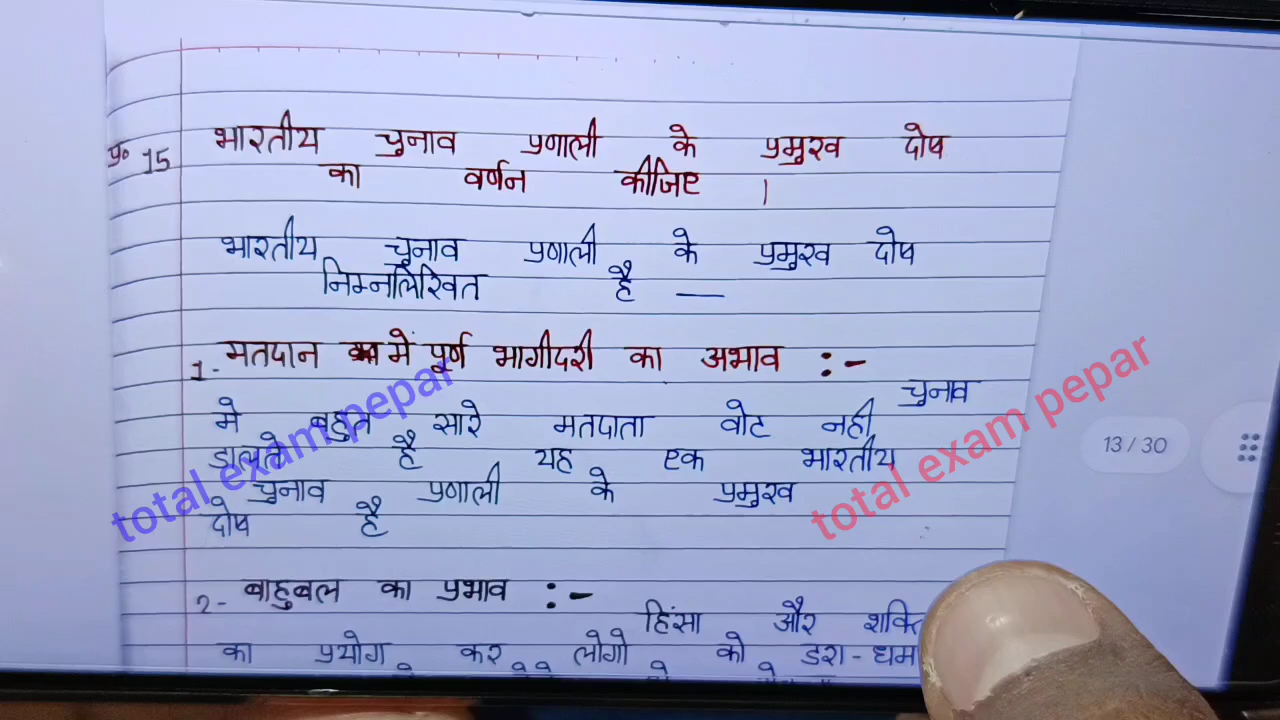 प्र० 15 भारतीय चुनाव प्रणाली के प्रमुख दोष
का वर्णन कीजिए ।
भारतीय चुनाव प्रणाली के प्रमुख दोष
निम्नलिखित है —
1- मतदान में पूर्ण भागीदरी का अभाव :-
चुनाव
मे बहुत सारे मतदाता वोट नही
डालते है यह एक भारतीय
चुनाव प्रणाली के प्रमुख
दोष है
2- बाहुबल का प्रभाव :-
हिंसा और शक्ति
का प्रयोग कर लोगो को डरा-धम
total exam pepar
total exam pepar
13 / 30